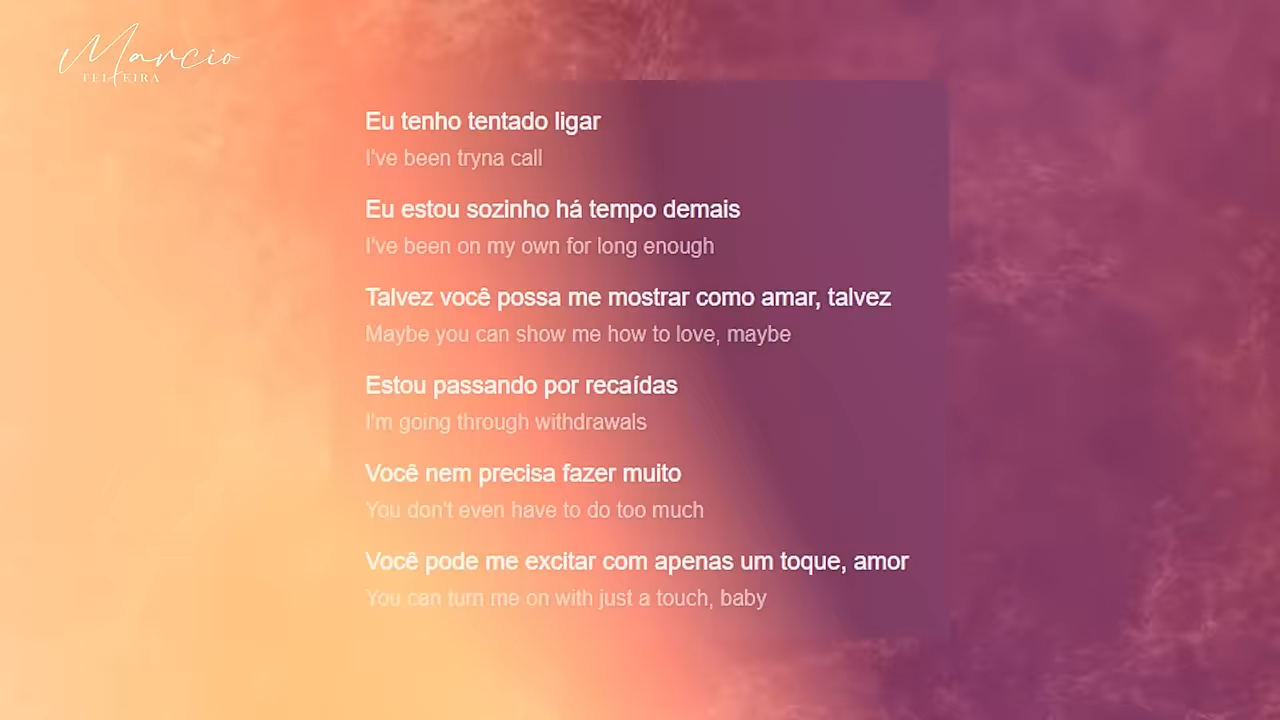 Marcio
TEIXEIRA
Eu tenho tentado ligar
I've been tryna call
Eu estou sozinho há tempo demais
I've been on my own for long enough
Talvez você possa me mostrar como amar, talvez
Maybe you can show me how to love, maybe
Estou passando por recaídas
I'm going through withdrawals
Você nem precisa fazer muito
You don't even have to do too much
Você pode me excitar com apenas um toque, amor
You can turn me on with just a touch, baby